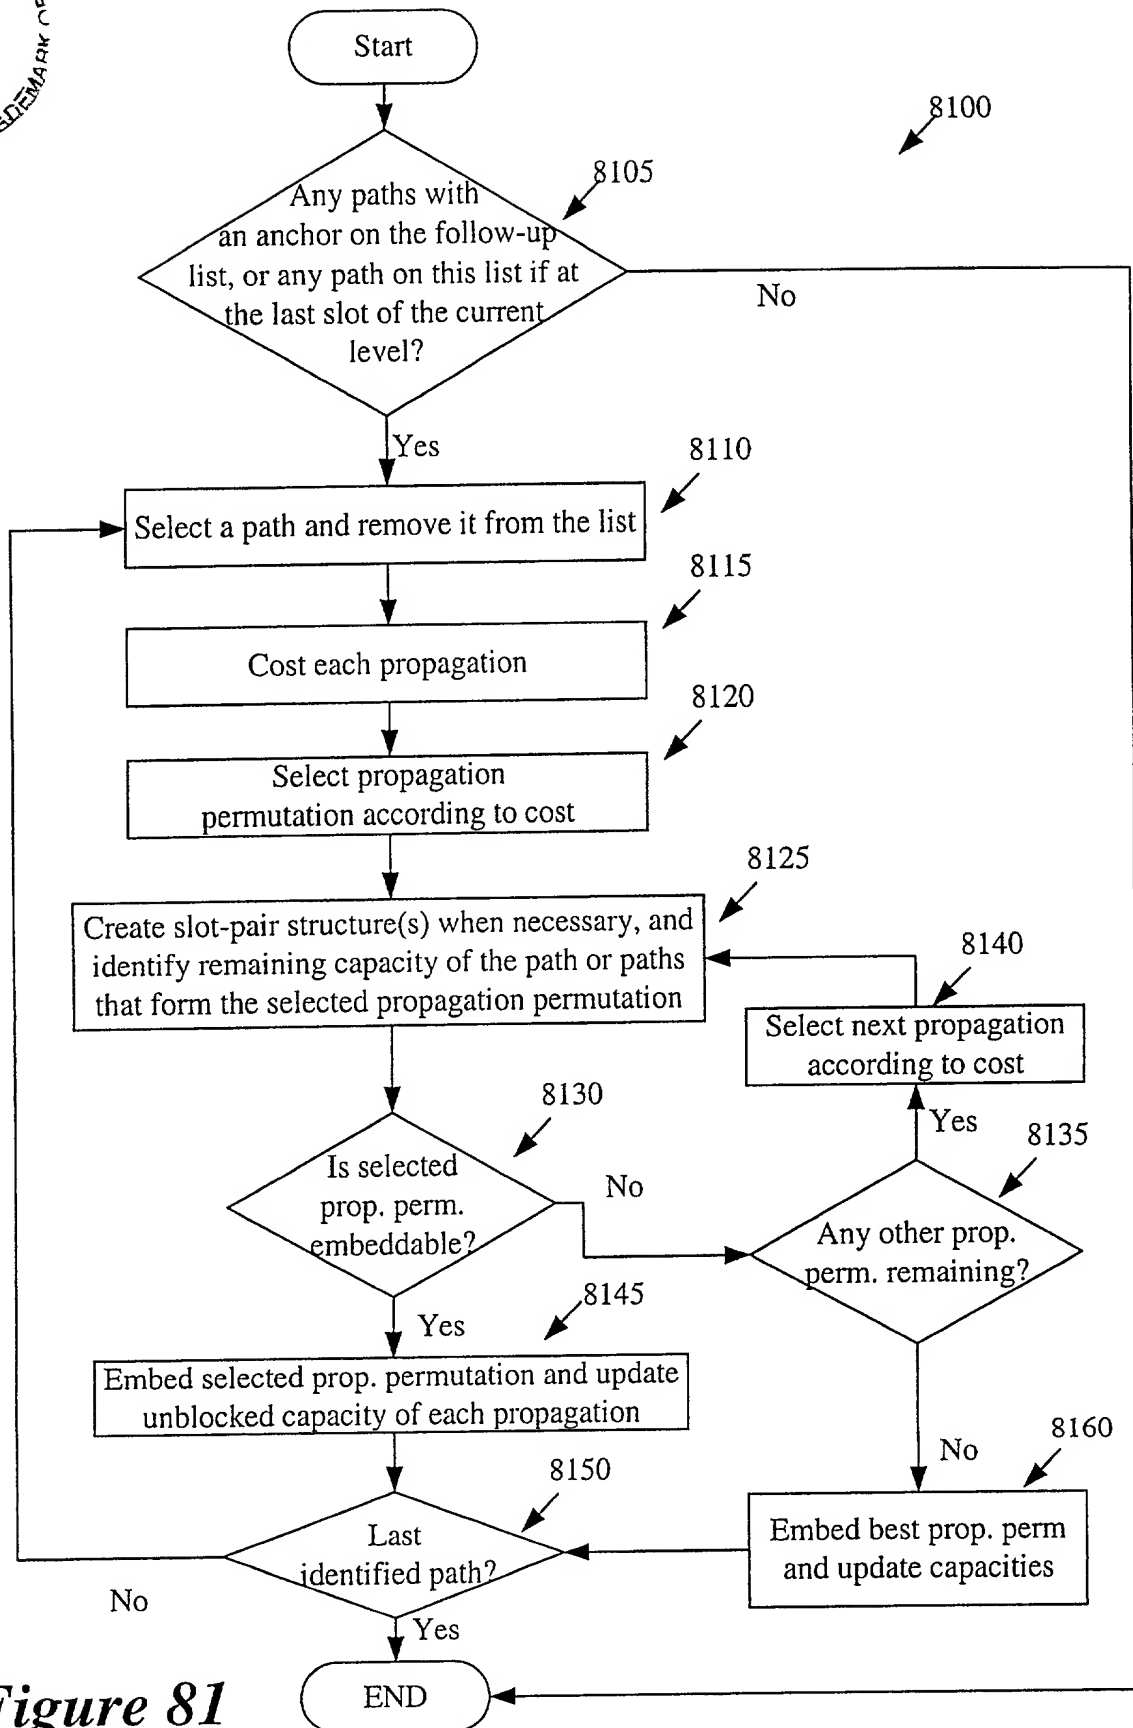 Start
8100
8105
Any paths with
an anchor on the follow-up
list, or any path on this list if at
the last slot of the current
level?
No
Yes
8110
Select a path and remove it from the list
8115
Cost each propagation
8120
Select propagation
permutation according to cost
8125
Create slot-pair structure(s) when necessary, and
identify remaining capacity of the path or paths
that form the selected propagation permutation
8140
Select next propagation
according to cost
8130
Yes
8135
Is selected
prop. perm.
embeddable?
No
Any other prop.
perm. remaining?
8145
Yes
Embed selected prop. permutation and update
unblocked capacity of each propagation
8150
No
8160
Last
identified path?
Embed best prop. perm
and update capacities
No
Yes
END
Figure 81